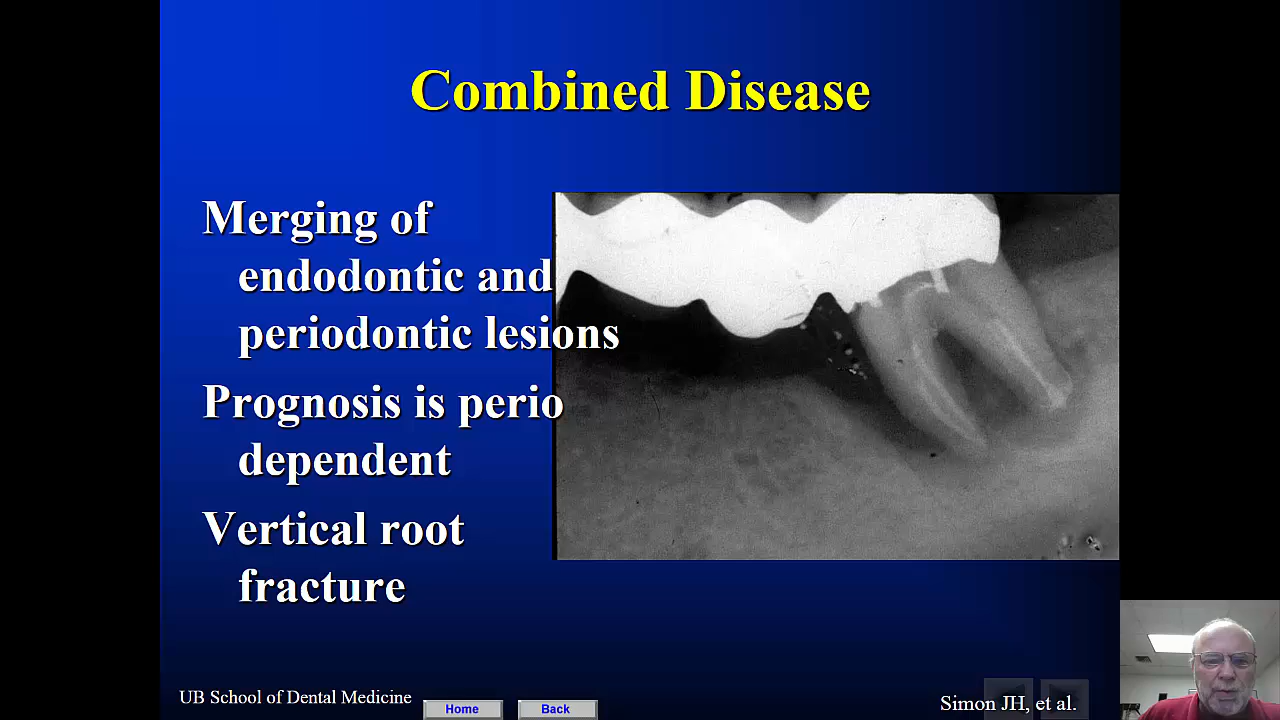 Combined Disease
Merging of
endodontic and
periodontic lesions
Prognosis is perio
dependent
Vertical root
fracture
UB School of Dental Medicine
Home
Back
Simon JH, et al.